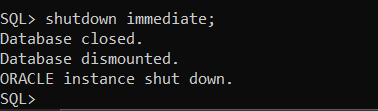 SQL> shutdown immediate;
Database closed.
Database dismounted.
ORACLE instance shut down.
SQL>